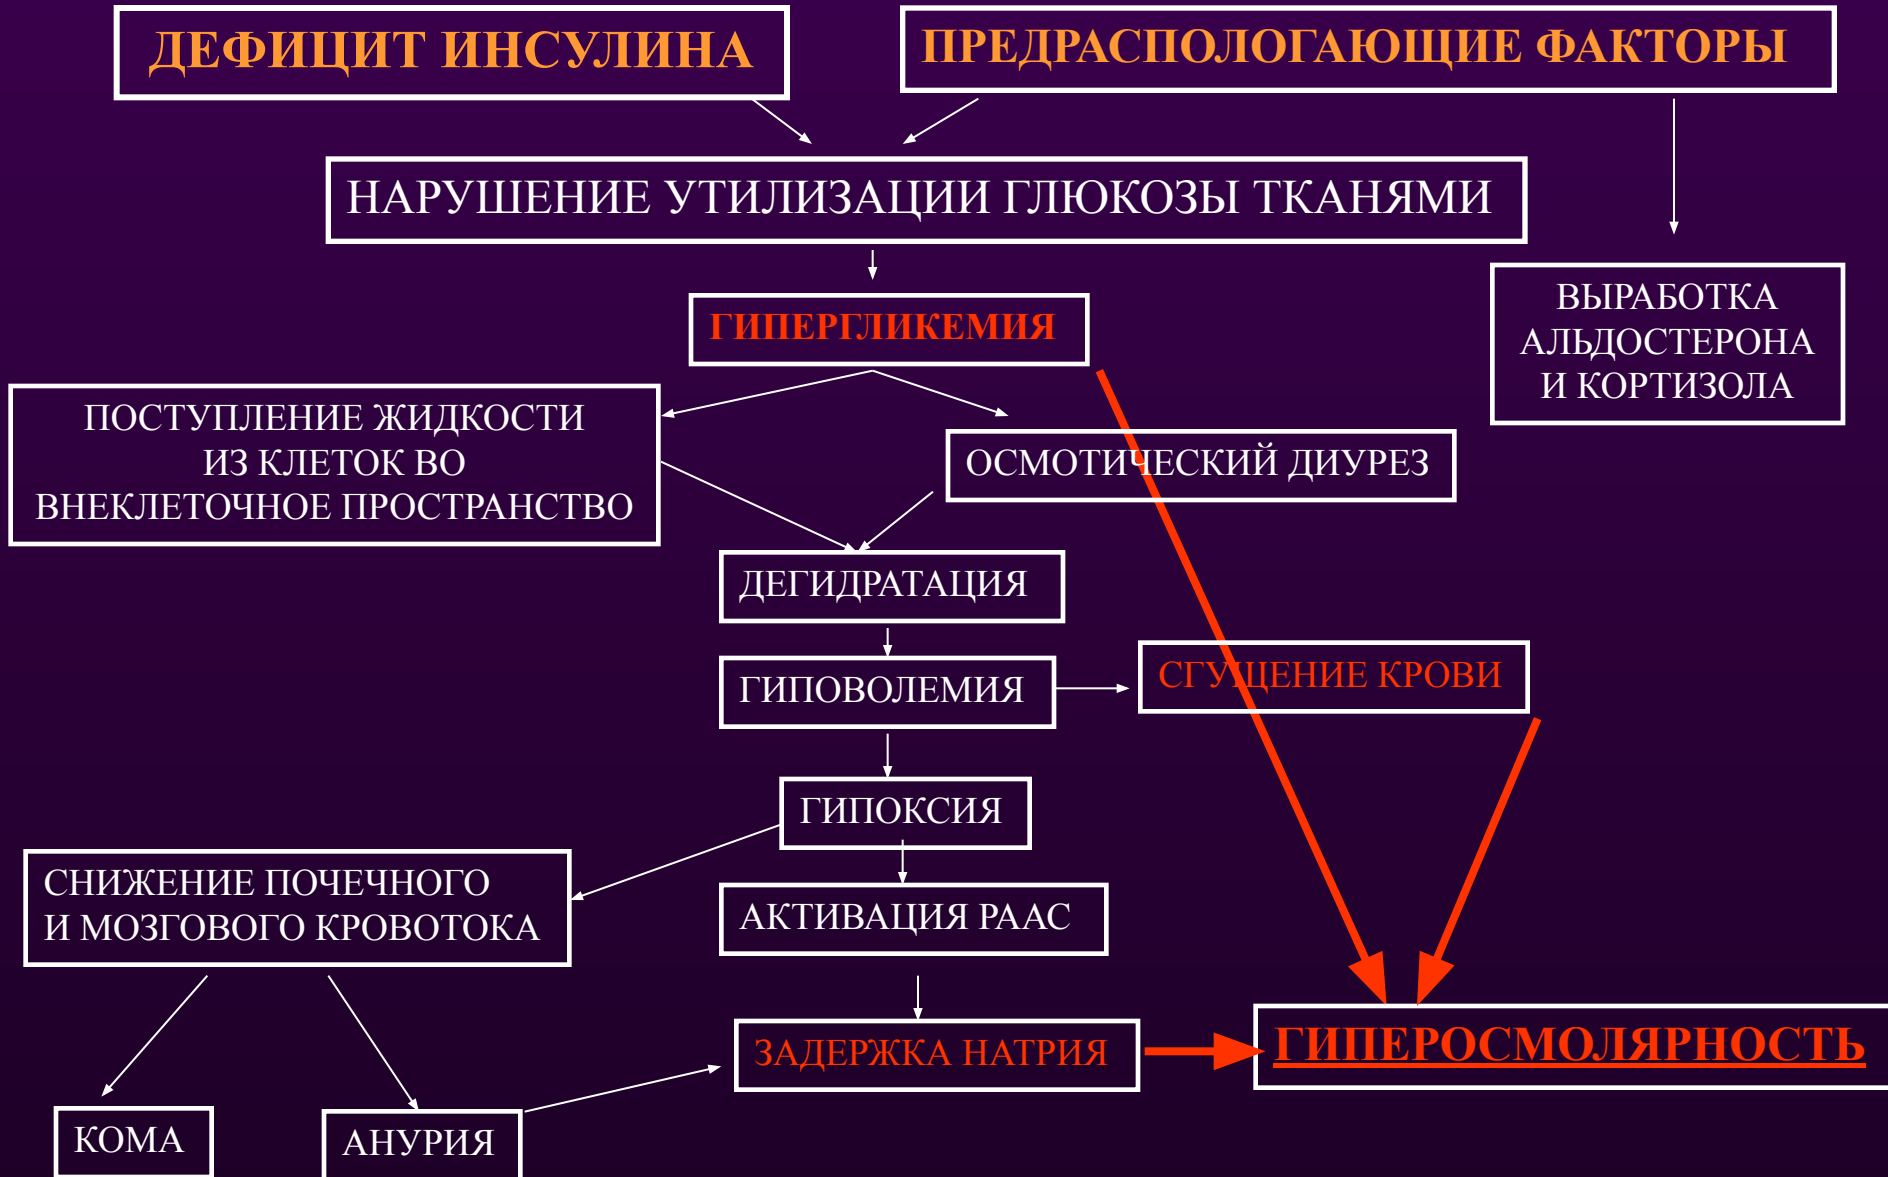 ДЕФИЦИТ ИНСУЛИНА
ПРЕДРАСПОЛОГАЮЩИЕ ФАКТОРЫ
НАРУШЕНИЕ УТИЛИЗАЦИИ ГЛЮКОЗЫ ТКАНЯМИ
ГИПЕРГЛИКЕМИЯ
ВЫРАБОТКА
АЛЬДОСТЕРОНА
И КОРТИЗОЛА
ПОСТУПЛЕНИЕ ЖИДКОСТИ
ИЗ КЛЕТОК ВО
ВНЕКЛЕТОЧНОЕ ПРОСТРАНСТВО
ОСМОТИЧЕСКИЙ ДИУРЕЗ
ДЕГИДРАТАЦИЯ
ГИПОВОЛЕМИЯ
СГУЩЕНИЕ КРОВИ
ГИПОКСИЯ
СНИЖЕНИЕ ПОЧЕЧНОГО
И МОЗГОВОГО КРОВОТОКА
АКТИВАЦИЯ РААС
ЗАДЕРЖКА НАТРИЯ
ГИПЕРОСМОЛЯРНОСТЬ
КОМА
АНУРИЯ